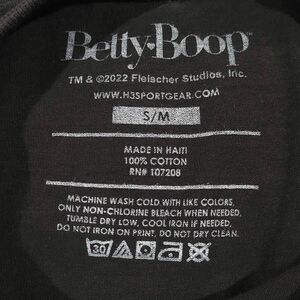 Betty♥Boop
TM & ©2022 Fleischer Studios, Inc.
WWW.H3SPORTGEAR.COM
S/M
MADE IN HAITI
100% COTTON
RN# 107208
MACHINE WASH COLD WITH LIKE COLORS,
ONLY NON-CHLORINE BLEACH WHEN NEEDED,
TUMBLE DRY LOW, COOL IRON IF NEEDED,
DO NOT IRON ON PRINT, DO NOT DRY CLEAN.
30